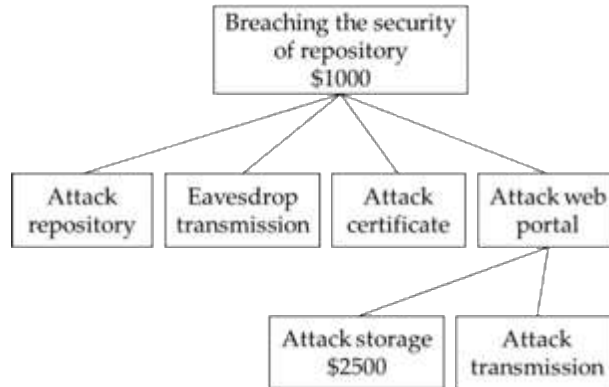 Breaching the security
of repository
$1000
Attack
repository
Eavesdrop
transmission
Attack
certificate
Attack web
portal
Attack storage
$2500
Attack
transmission